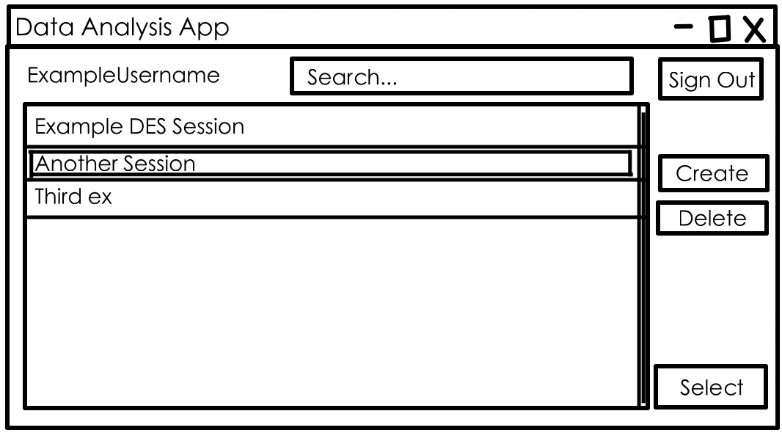 Data Analysis App
ExampleUsername Search... Sign Out
Example DES Session
Another Session
Create
Third ex
Delete
Select